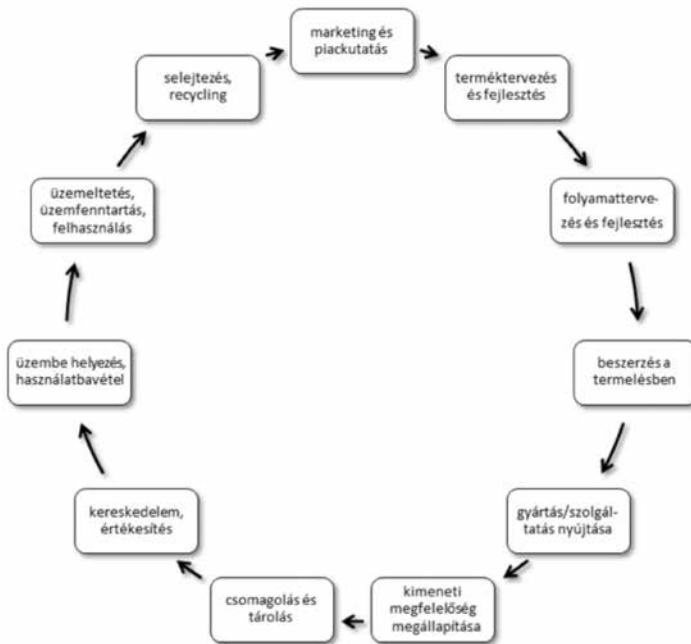 marketing és
piackutatás
terméktervezés
és fejlesztés
folyamatterve-
zés és fejlesztés
beszerzés a
termelésben
gyártás/szolgál-
tatás nyújtása
kimeneti
megfelelőség
megállapítása
csomagolás és
tárolás
kereskedelem,
értékesítés
üzembe helyezés,
használatbavétel
üzemeltetés,
üzemfenntartás,
felhasználás
selejtezés,
recycling